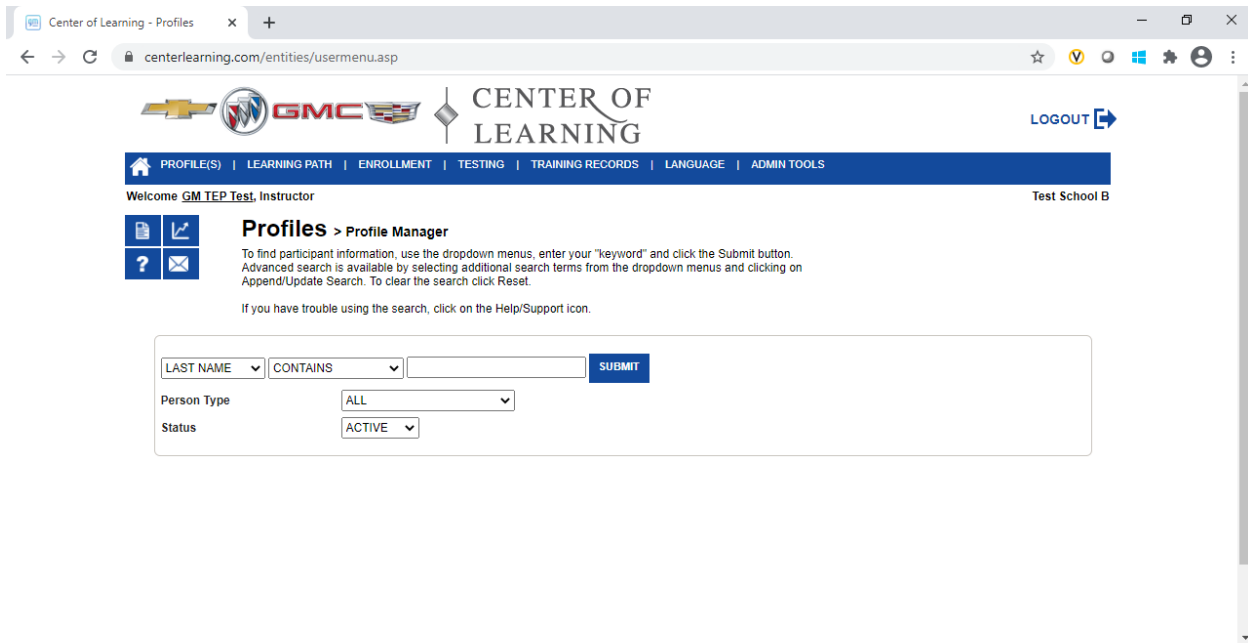 Center of Learning - Profiles
centerlearning.com/entities/usermenu.asp
GMC
CENTER OF
LEARNING
LOGOUT
PROFILE(S) | LEARNING PATH | ENROLLMENT | TESTING | TRAINING RECORDS | LANGUAGE | ADMIN TOOLS
Welcome GM TEP Test, Instructor
Test School B
Profiles > Profile Manager
To find participant information, use the dropdown menus, enter your "keyword" and click the Submit button.
Advanced search is available by selecting additional search terms from the dropdown menus and clicking on
Append/Update Search. To clear the search click Reset.
If you have trouble using the search, click on the Help/Support icon.
LAST NAME CONTAINS SUBMIT
Person Type ALL
Status ACTIVE